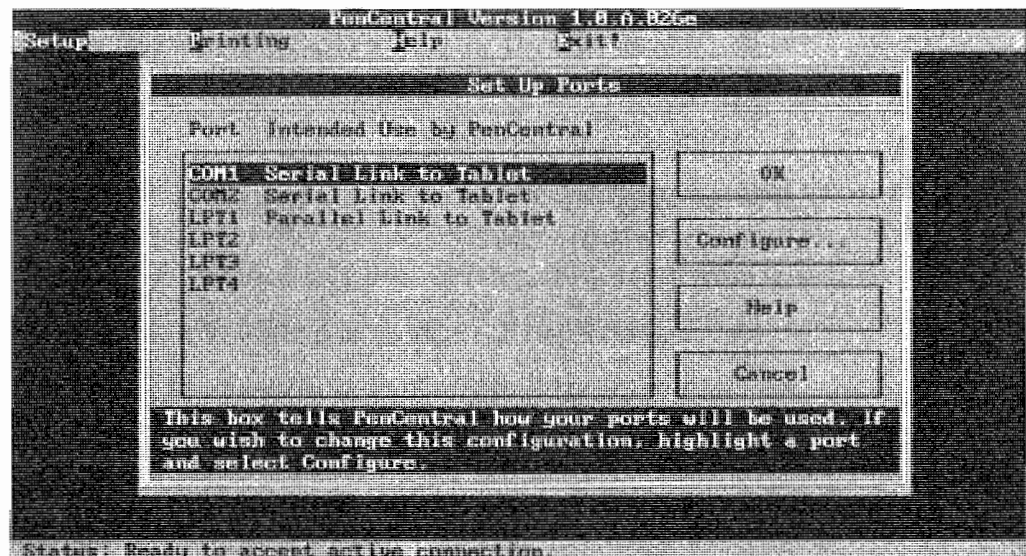 PenCentral Version 1.0 A.02Ge
Setup Printing Help Exit!
Set Up Ports
Port Intended Use by PenCentral
COM1 Serial Link to Tablet
COM2 Serial Link to Tablet
LPT1 Parallel Link to Tablet
LPT2
LPT3
LPT4
OK
Configure...
Help
Cancel
This box tells PenCentral how your ports will be used. If
you wish to change this configuration, highlight a port
and select Configure.
Status: Ready to accept active connection.